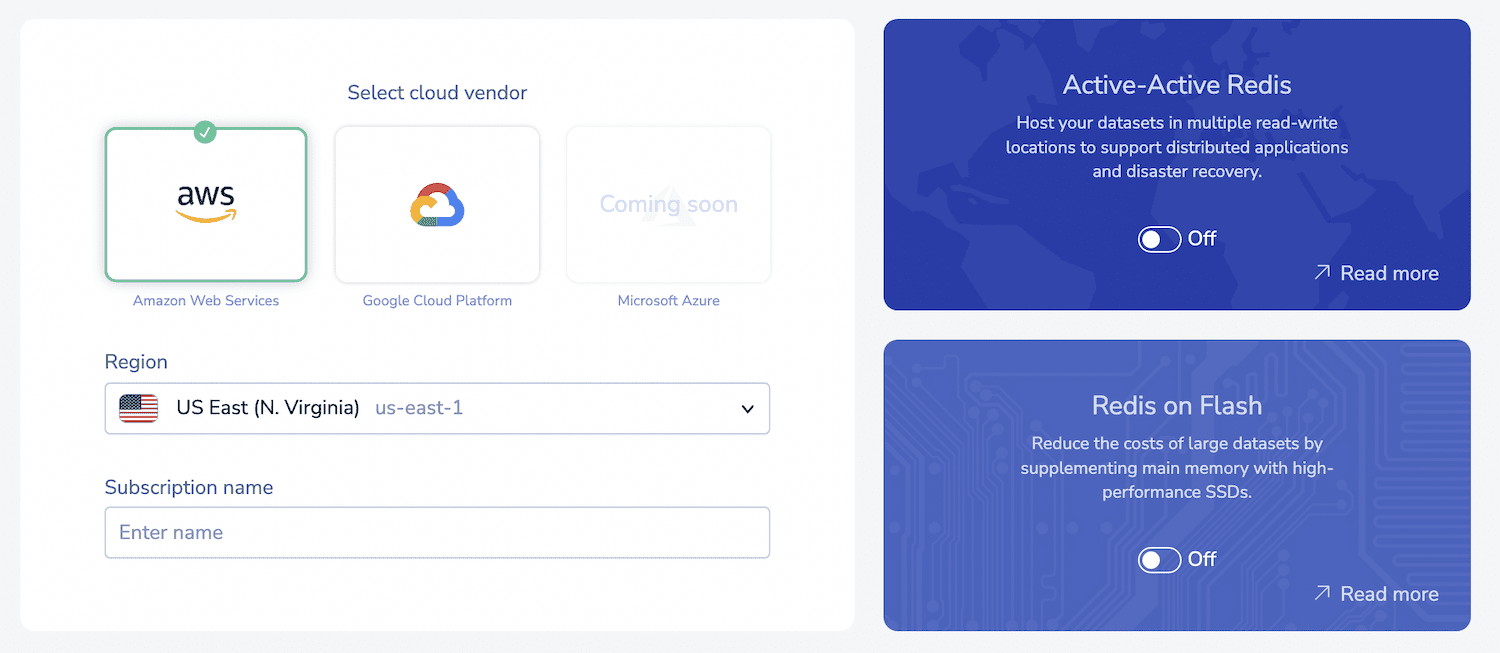 Select cloud vendor
aws
Coming soon
Amazon Web Services
Google Cloud Platform
Microsoft Azure
Region
US East (N. Virginia) us-east-1
Subscription name
Enter name
Active-Active Redis
Host your datasets in multiple read-write
locations to support distributed applications
and disaster recovery.
Off
Read more
Redis on Flash
Reduce the costs of large datasets by
supplementing main memory with high-
performance SSDs.
Off
Read more